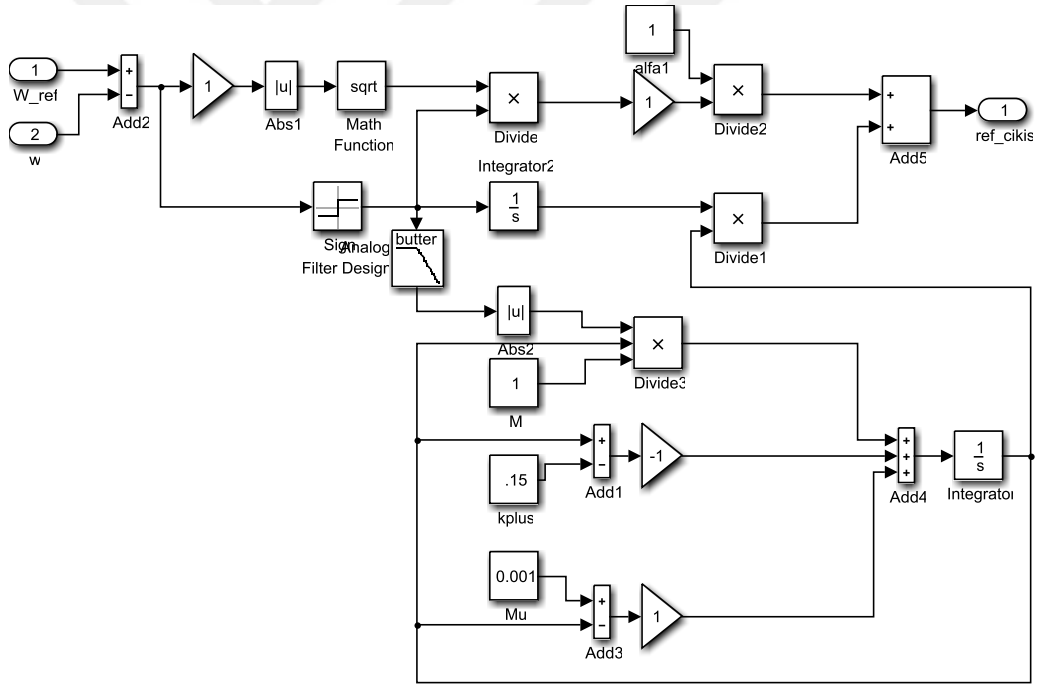 1
W_ref
2
w
+
−
Add2
1
|u|
Abs1
sqrt
Math
Function
×
Divide
1
alfa1
1
×
Divide2
+
+
Add5
1
ref_cikis
Sign
Analog
Filter Design
butter
Integrator2
1
s
×
Divide1
|u|
Abs2
1
M
×
Divide3
+
−
Add1
.15
kplus
-1
0.001
Mu
+
−
Add3
1
+
+
+
Add4
1
s
Integrator